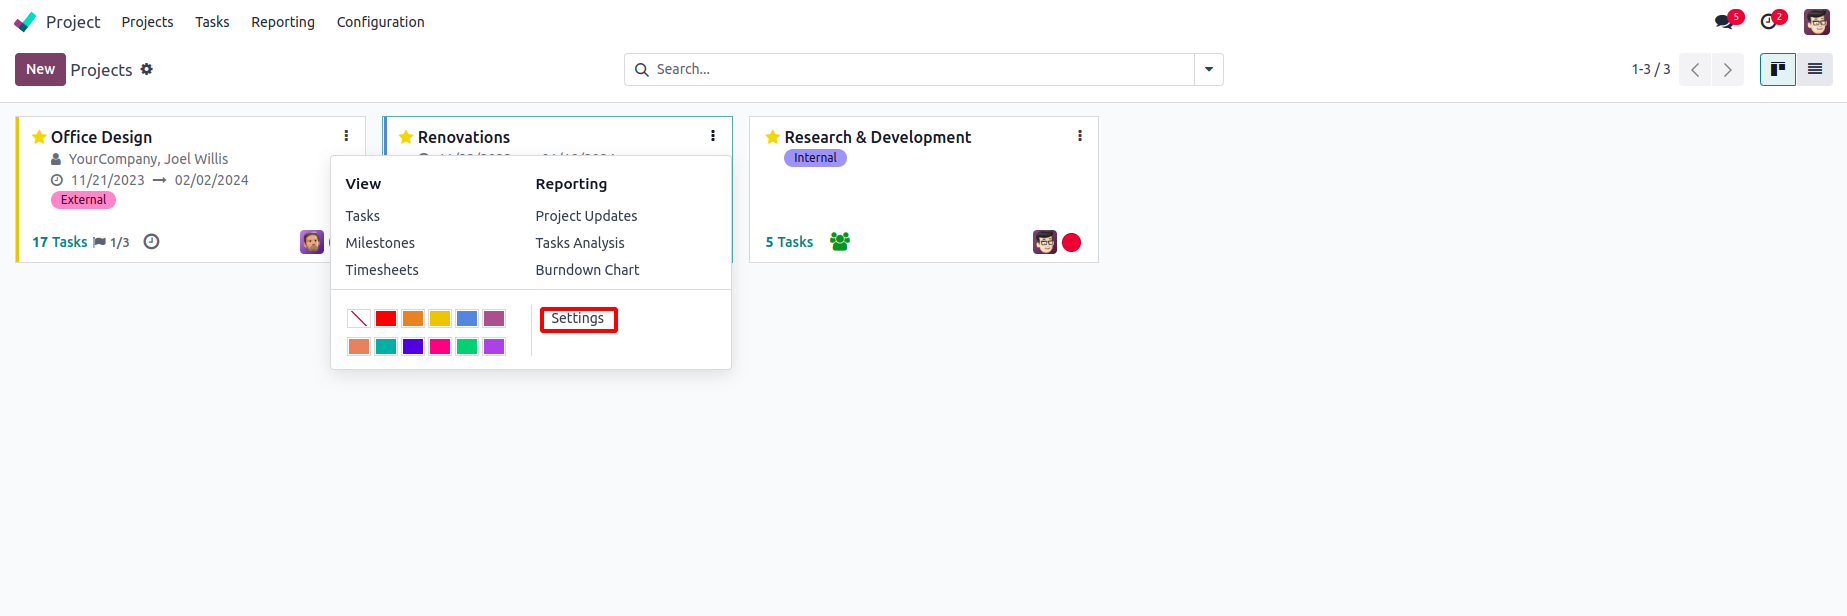 Project Projects Tasks Reporting Configuration 5 2
New Projects Search... 1-3 / 3
Office Design
YourCompany, Joel Willis
11/21/2023 → 02/02/2024
External
17 Tasks 1/3
Renovations
View
Tasks
Milestones
Timesheets
Reporting
Project Updates
Tasks Analysis
Burndown Chart
Settings
Research & Development
Internal
5 Tasks